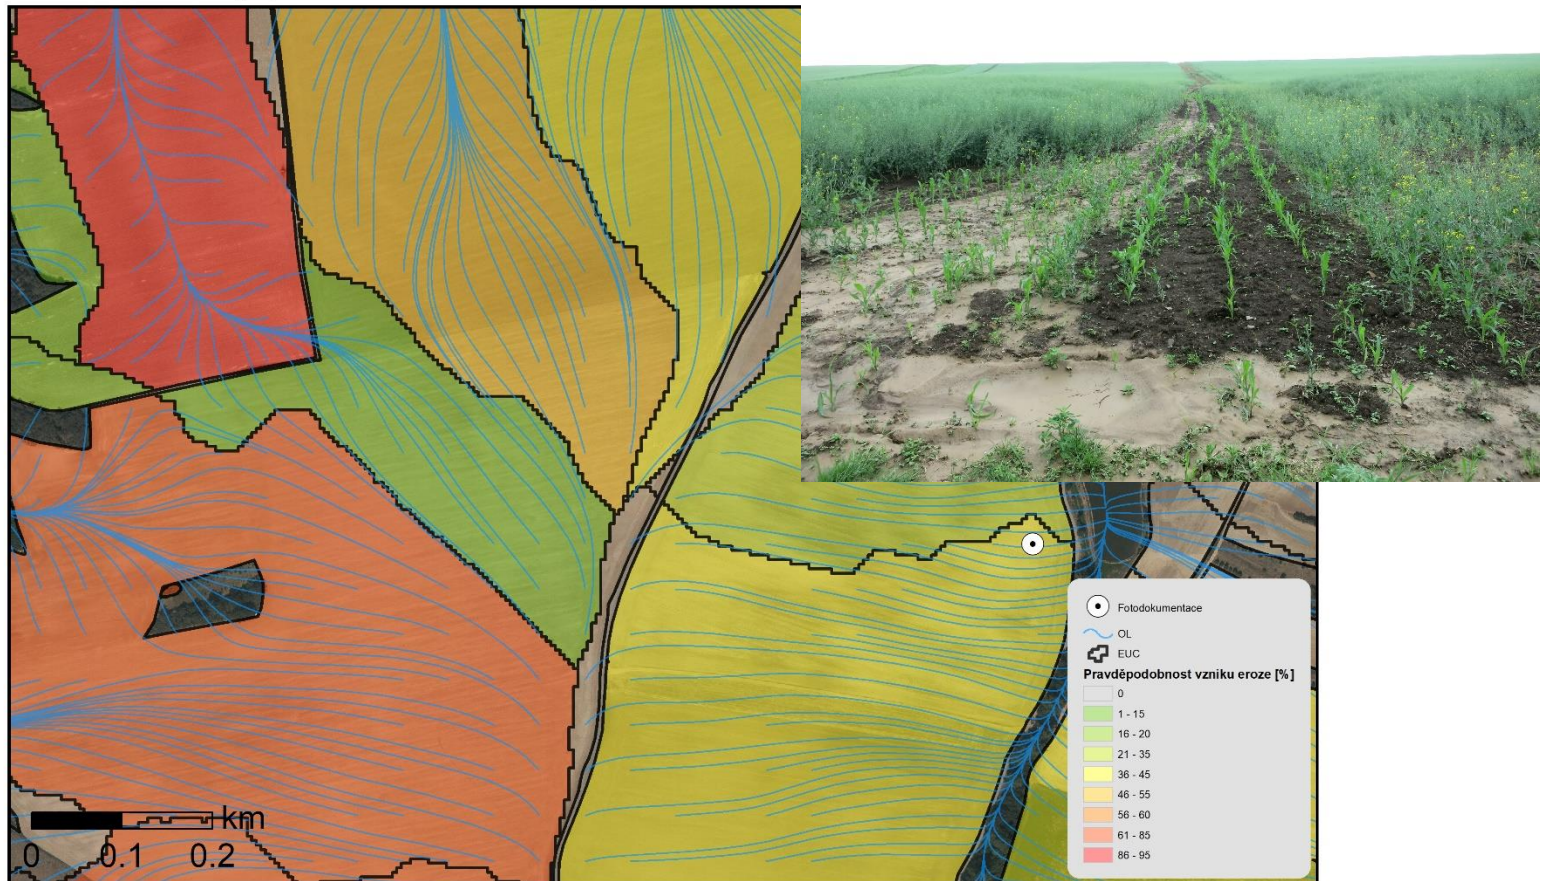 km
0 0.1 0.2
Fotodokumentace
OL
EUC
Pravděpodobnost vzniku eroze [%]
0
1 - 15
16 - 20
21 - 35
36 - 45
46 - 55
56 - 60
61 - 85
86 - 95